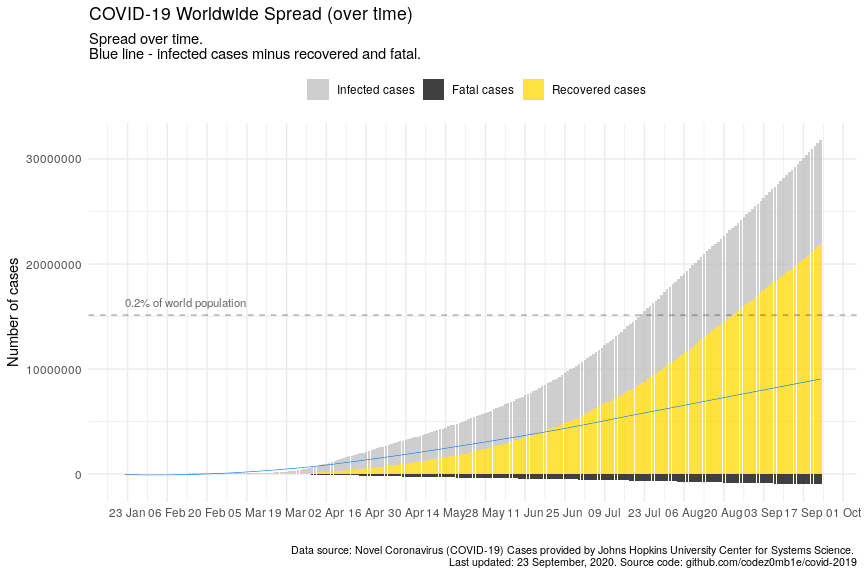 COVID-19 Worldwide Spread (over time)
Spread over time.
Blue line - infected cases minus recovered and fatal.
Infected cases Fatal cases Recovered cases
Number of cases
30000000
20000000
0.2% of world population
10000000
0
23 Jan 06 Feb 20 Feb 05 Mar 19 Mar 02 Apr 16 Apr 30 Apr 14 May 28 May 11 Jun 25 Jun 09 Jul 23 Jul 06 Aug 20 Aug 03 Sep 17 Sep 01 Oct
Data source: Novel Coronavirus (COVID-19) Cases provided by Johns Hopkins University Center for Systems Science.
Last updated: 23 September, 2020. Source code: github.com/codez0mb1e/covid-2019